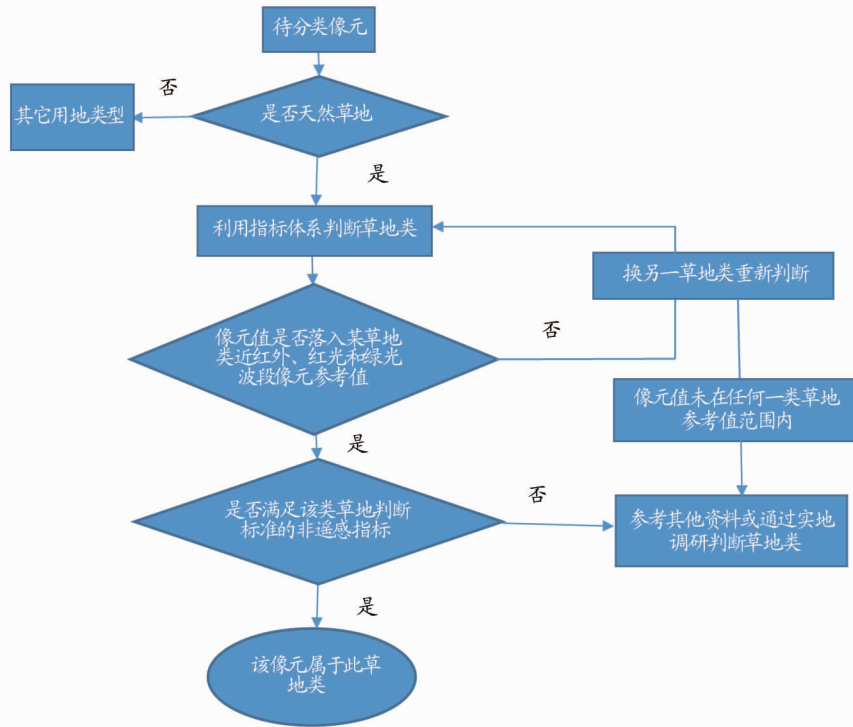 待分类像元
否
是否天然草地
其它用地类型
是
利用指标体系判断草地类
换另一草地类重新判断
否
像元值是否落入某草地
类近红外、红光和绿光
波段像元参考值
像元值未在任何一类草地
参考值范围内
是
是否满足该类草地判断
标准的非遥感指标
否
参考其他资料或通过实地
调研判断草地类
是
该像元属于此草
地类